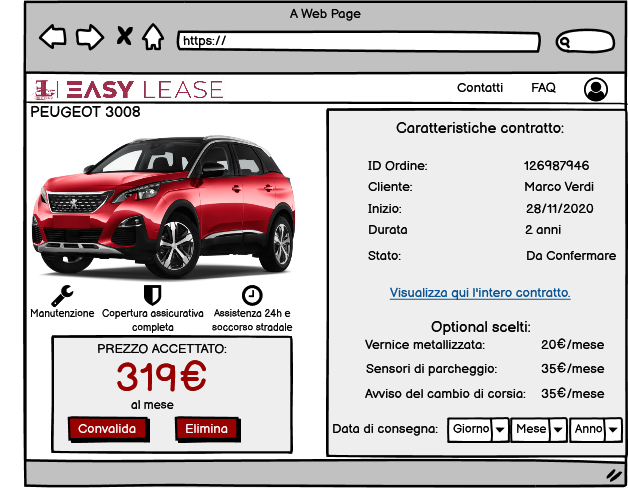 A Web Page
https://
EASY LEASE
Contatti
FAQ
PEUGEOT 3008
Manutenzione
Copertura assicurativa
completa
Assistenza 24h e
soccorso stradale
PREZZO ACCETTATO:
319€
al mese
Convalida
Elimina
Caratteristiche contratto:
ID Ordine: 126987946
Cliente: Marco Verdi
Inizio: 28/11/2020
Durata 2 anni
Stato: Da Confermare
Visualizza qui l'intero contratto.
Optional scelti:
Vernice metallizzata: 20€/mese
Sensori di parcheggio: 35€/mese
Avviso del cambio di corsia: 35€/mese
Data di consegna: Giorno Mese Anno